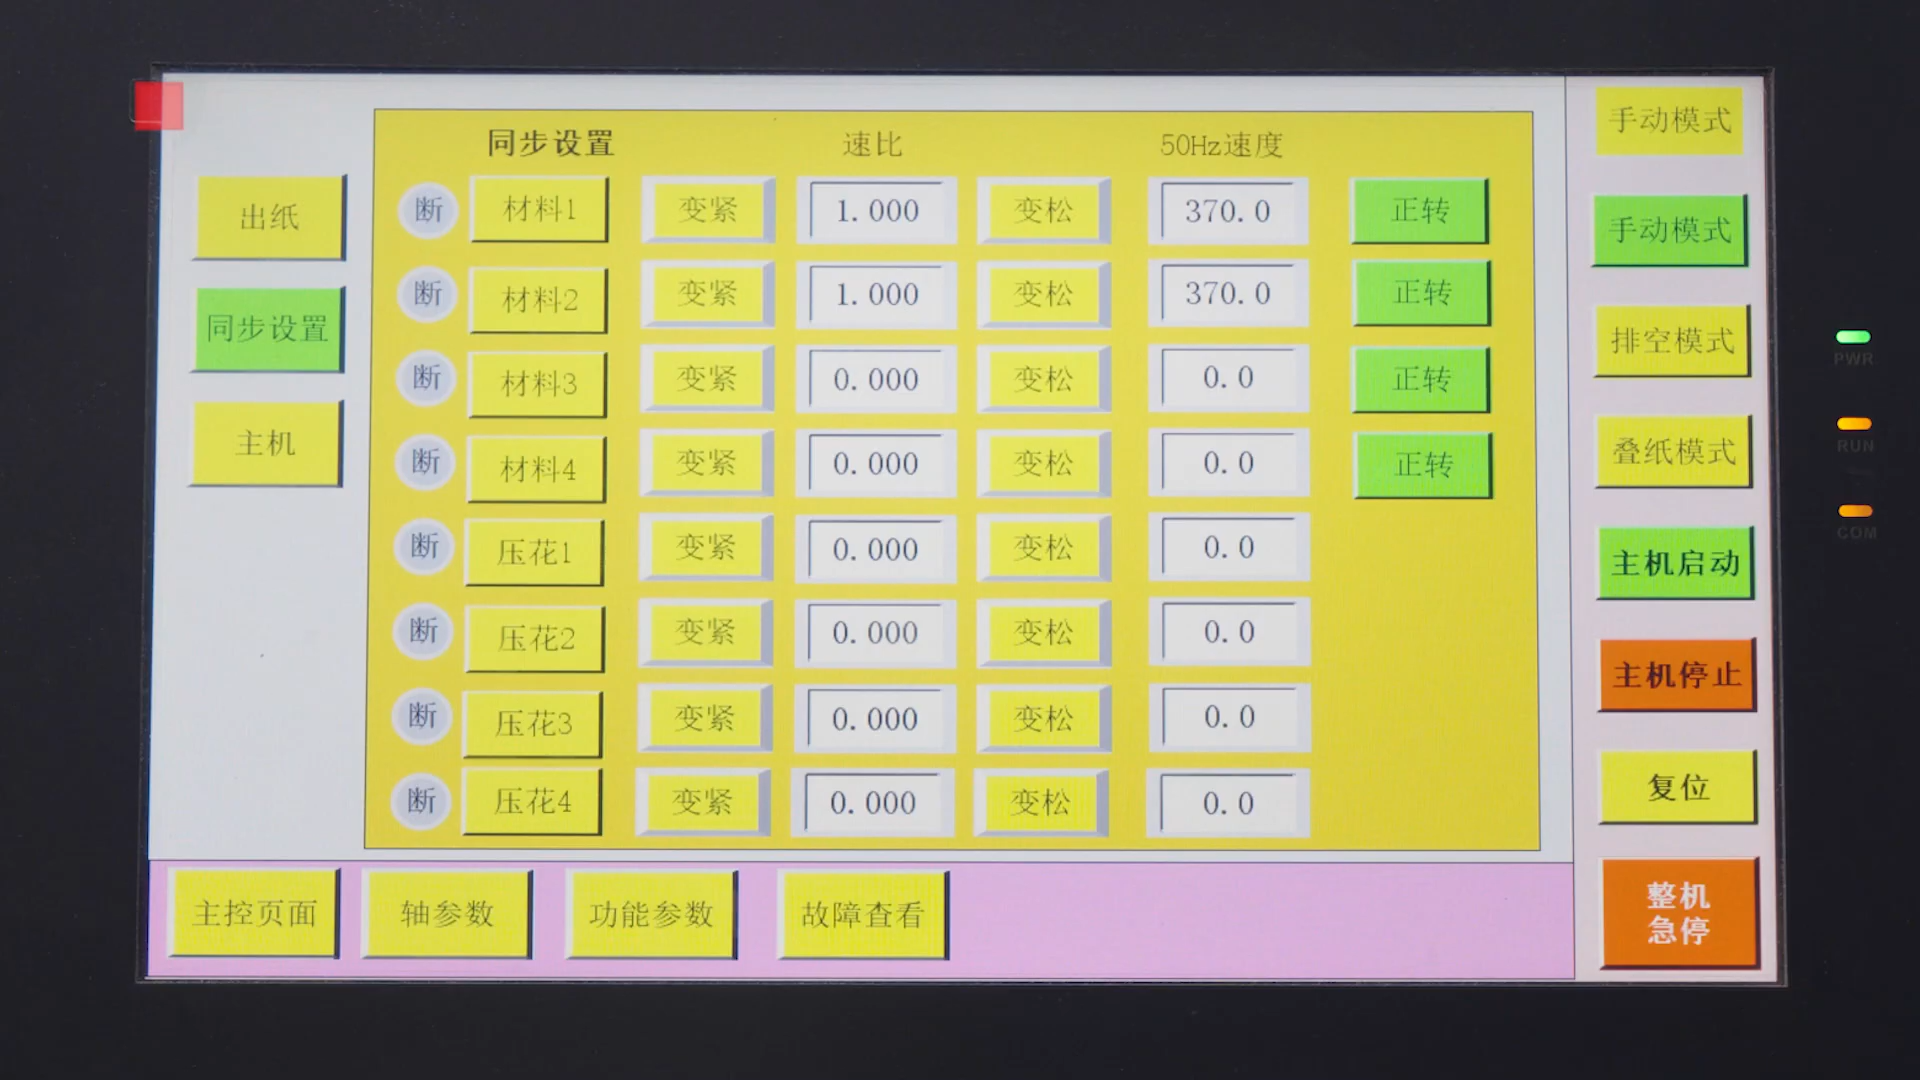 同步设置 速比 50Hz速度
断 材料1 变紧 1.000 变松 370.0 正转
断 材料2 变紧 1.000 变松 370.0 正转
断 材料3 变紧 0.000 变松 0.0 正转
断 材料4 变紧 0.000 变松 0.0 正转
断 压花1 变紧 0.000 变松 0.0
断 压花2 变紧 0.000 变松 0.0
断 压花3 变紧 0.000 变松 0.0
断 压花4 变紧 0.000 变松 0.0
出纸
同步设置
主机
手动模式
手动模式
排空模式
叠纸模式
主机启动
主机停止
复位
整机
急停
主控页面 轴参数 功能参数 故障查看
PWR
RUN
COM